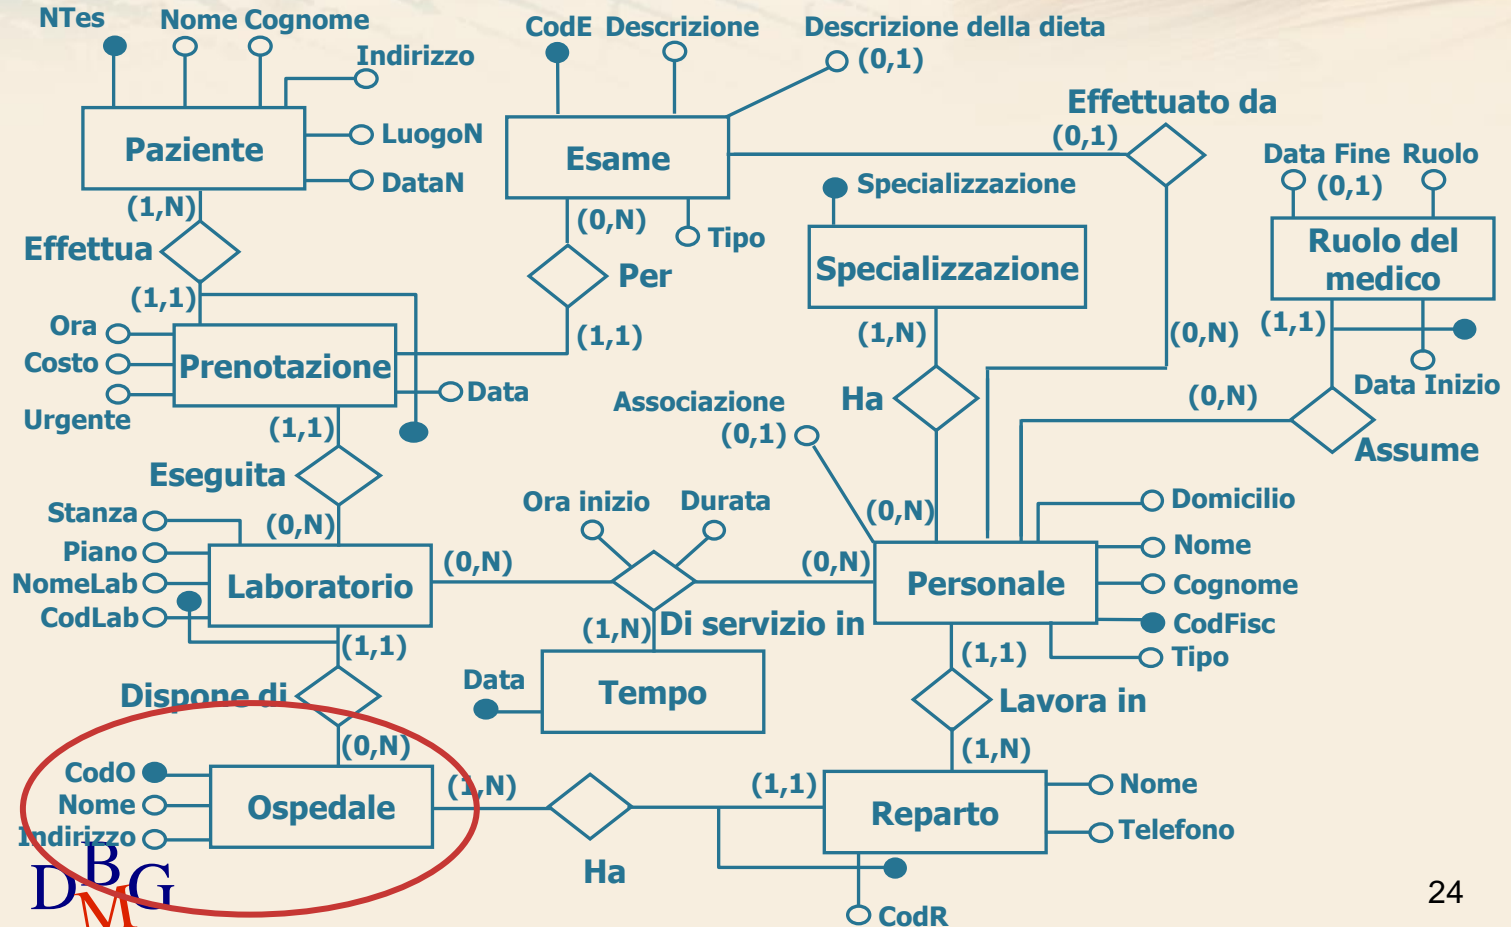 NTes
Nome Cognome
CodE Descrizione
Descrizione della dieta
(0,1)
Indirizzo
Effettuato da
(0,1)
Paziente
LuogoN
DataN
Esame
Data Fine Ruolo
(0,1)
Specializzazione
(1,N)
(0,N)
Tipo
Ruolo del
medico
Effettua
Per
Specializzazione
(1,1)
(1,1)
(1,N)
(0,N)
(1,1)
Ora
Costo
Urgente
Prenotazione
Data
Data Inizio
(1,1)
Associazione
(0,1)
Ha
(0,N)
Assume
Eseguita
Stanza
Piano
NomeLab
CodLab
(0,N)
Ora inizio
Durata
(0,N)
Domicilio
Nome
Cognome
CodFisc
Tipo
Laboratorio
(0,N)
(0,N)
Personale
(1,1)
(1,N)
Di servizio in
(1,1)
Dispone di
Data
Tempo
Lavora in
(0,N)
(1,N)
CodO
Nome
Indirizzo
Ospedale
(1,N)
(1,1)
Reparto
Nome
Telefono
Ha
CodR
DBMG
24